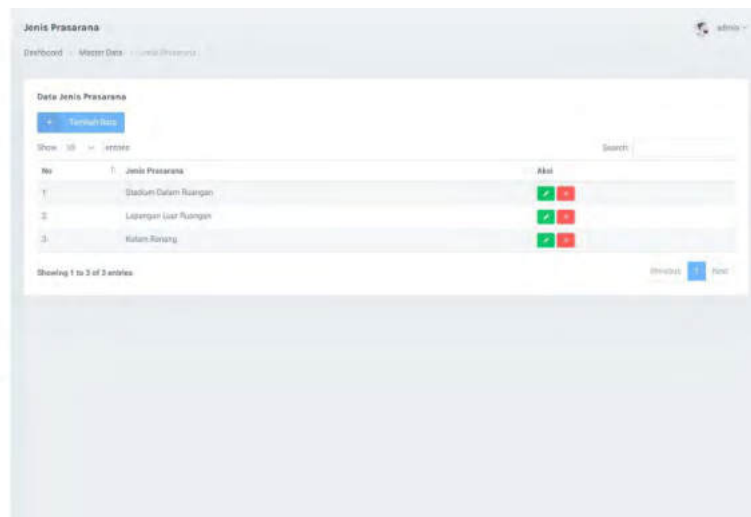 Jenis Prasarana
admin
Dashboard Master Data Jenis Prasarana
Data Jenis Prasarana
+ Tambah Data
Show 10 entries
Search:
No Jenis Prasarana Aksi
1 Stadium Dalam Ruangan
2 Lapangan Luar Ruangan
3 Kolam Renang
Showing 1 to 3 of 3 entries
Previous 1 Next